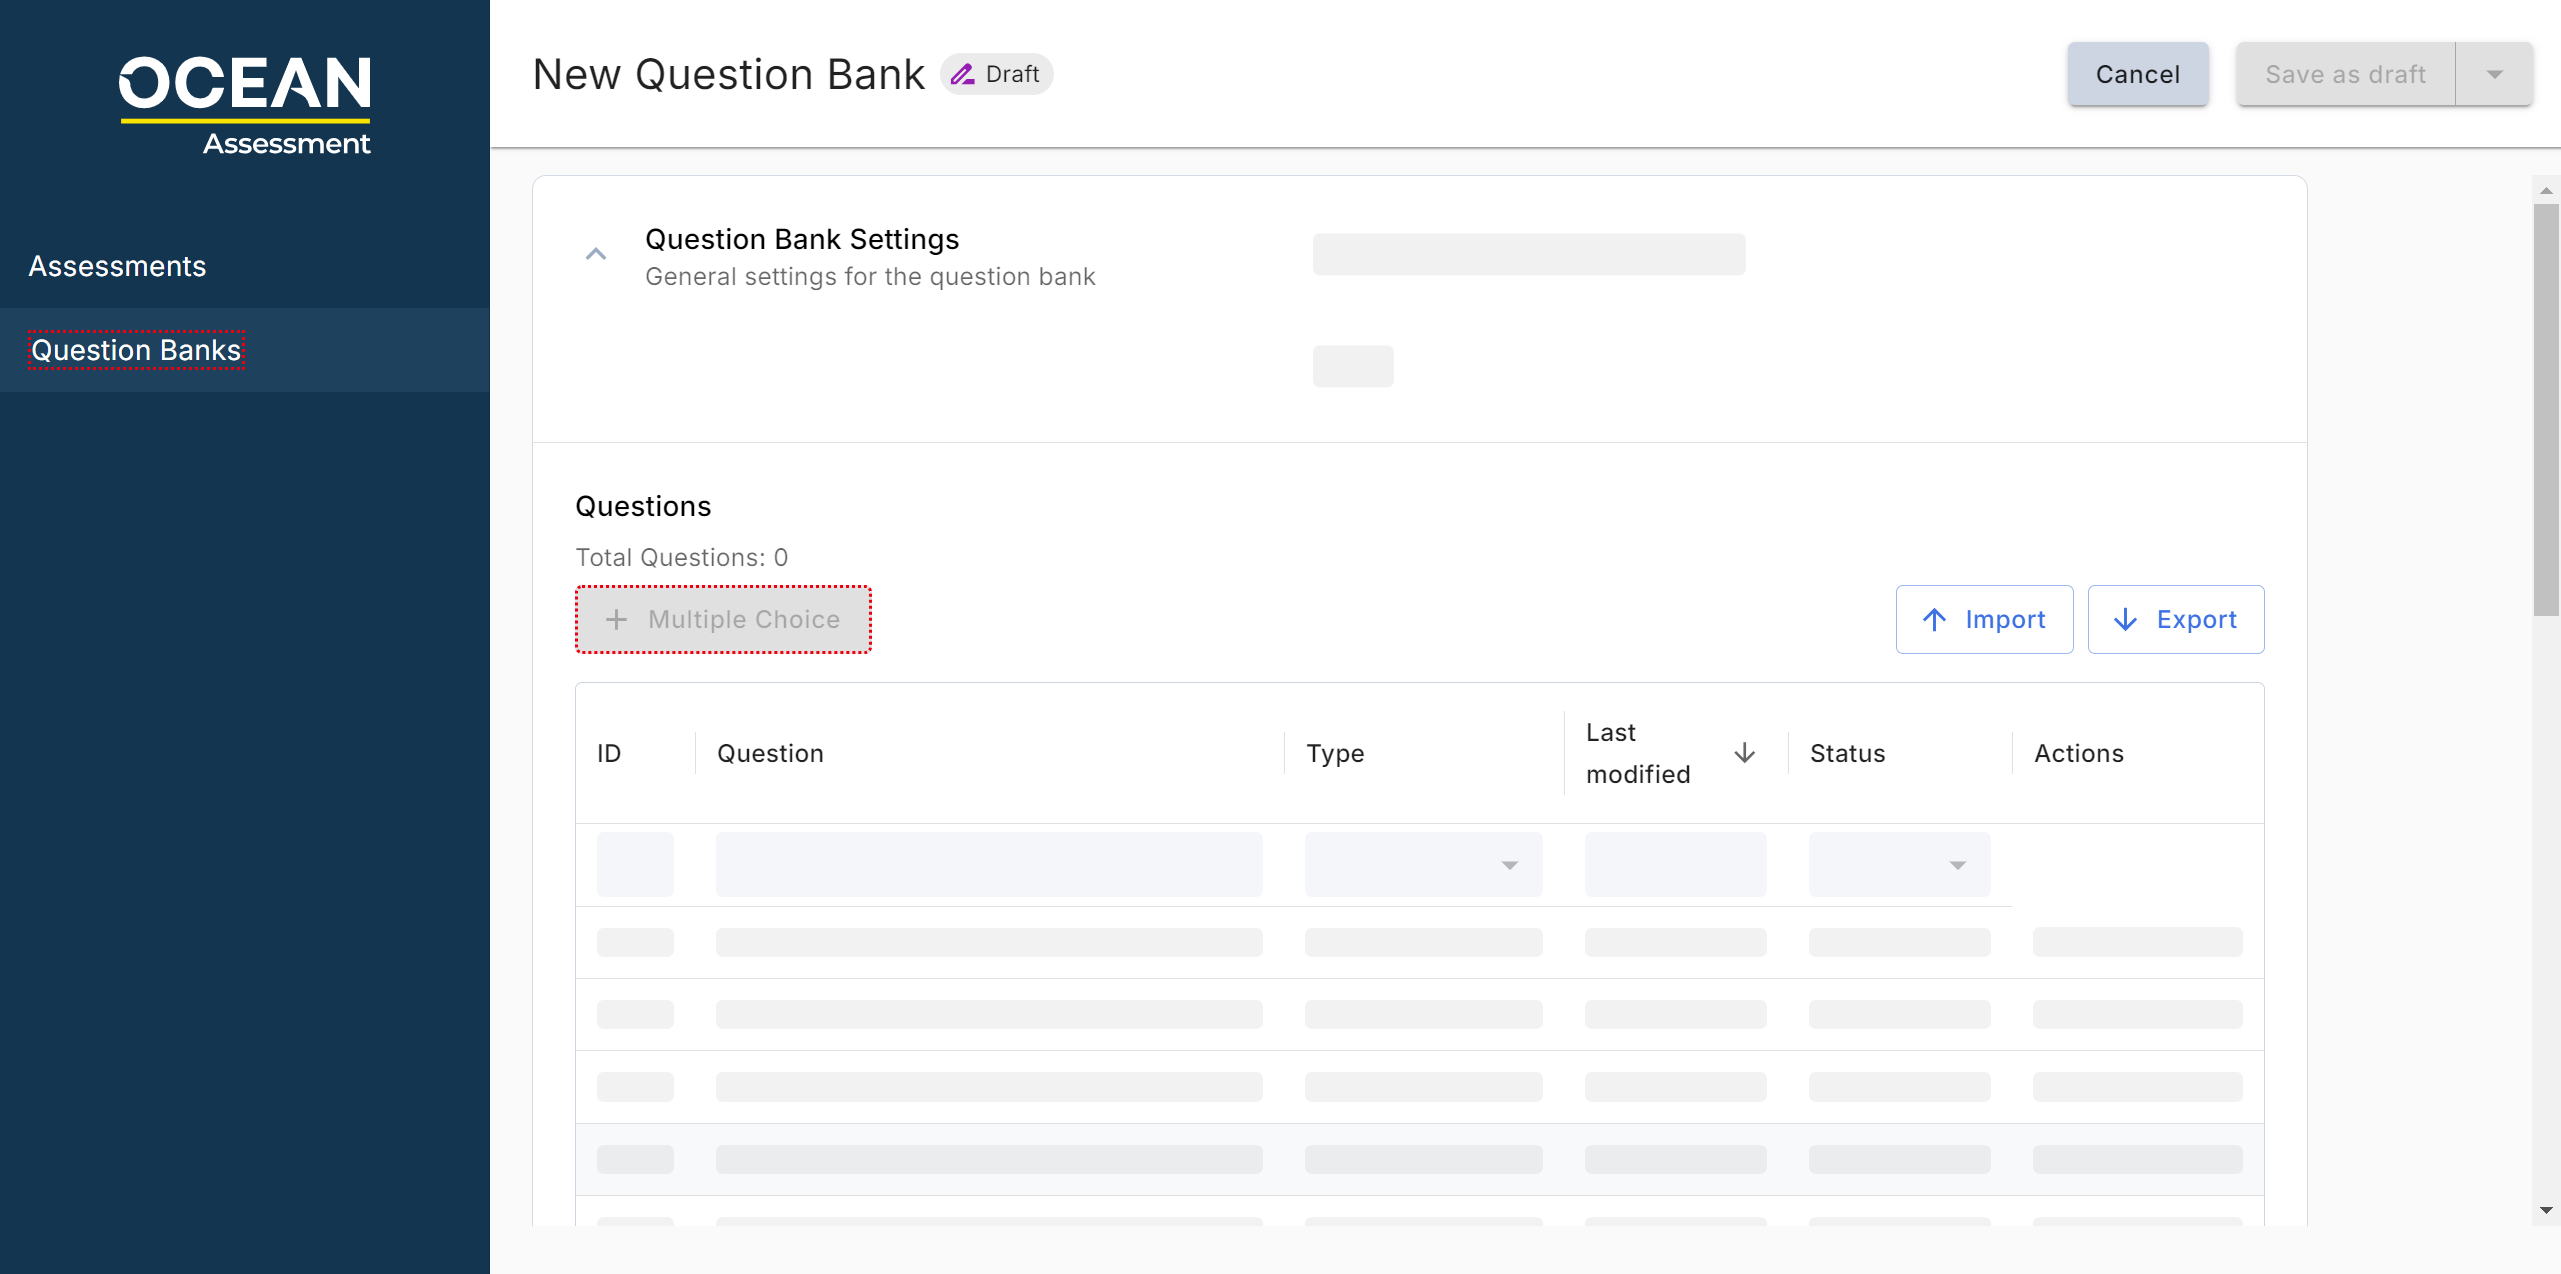 OCEAN
Assessment
Assessments
Question Banks
New Question Bank
Draft
Cancel
Save as draft
Question Bank Settings
General settings for the question bank
Questions
Total Questions: 0
Multiple Choice
Import
Export
ID
Question
Type
Last
modified
Status
Actions